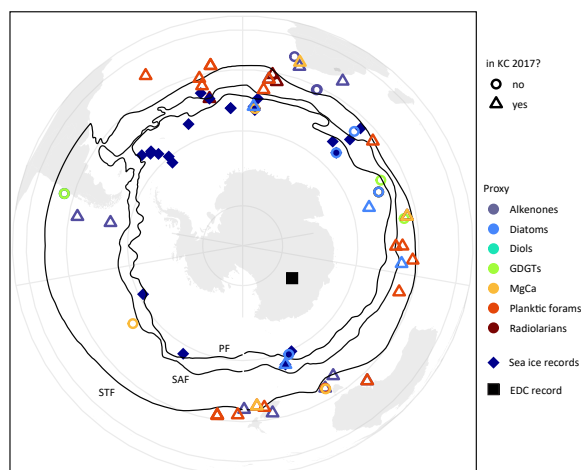 in KC 2017?
no
yes
Proxy
Alkenones
Diatoms
Diols
GDGTs
MgCa
Planktic forams
Radiolarians
Sea ice records
EDC record
PF
SAF
STF